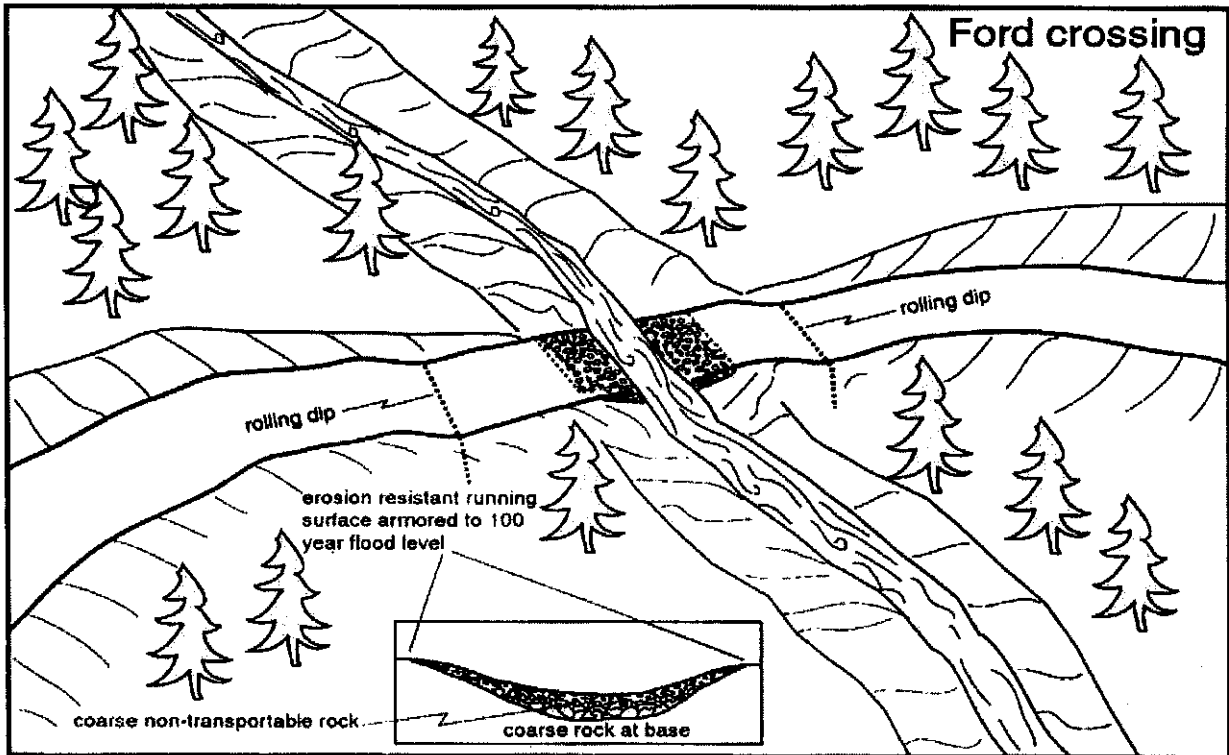 Ford crossing
rolling dip
rolling dip
erosion resistant running
surface armored to 100
year flood level
coarse non-transportable rock
coarse rock at base